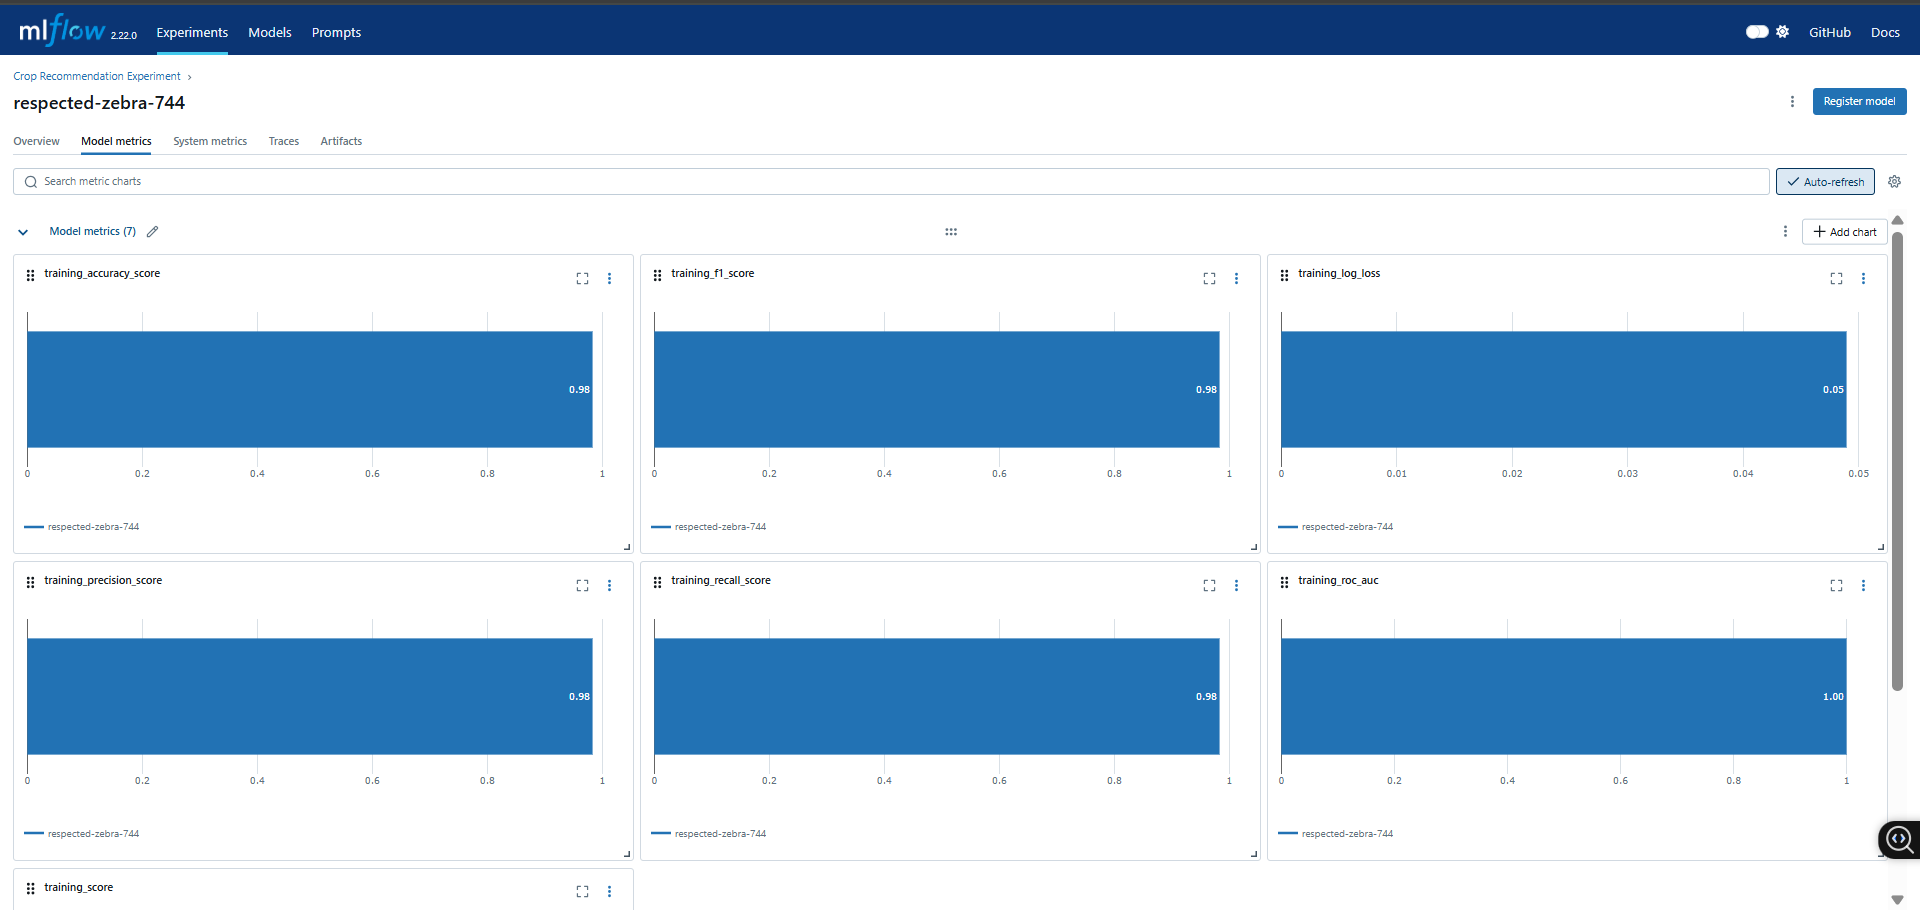 mlflow 2.22.0 Experiments Models Prompts GitHub Docs
Crop Recommendation Experiment ›
respected-zebra-744
Register model
Overview Model metrics System metrics Traces Artifacts
Search metric charts
Auto-refresh
Model metrics (7)
Add chart
training_accuracy_score
0.98
0 0.2 0.4 0.6 0.8 1
respected-zebra-744
training_f1_score
0.98
0 0.2 0.4 0.6 0.8 1
respected-zebra-744
training_log_loss
0.05
0 0.01 0.02 0.03 0.04 0.05
respected-zebra-744
training_precision_score
0.98
0 0.2 0.4 0.6 0.8 1
respected-zebra-744
training_recall_score
0.98
0 0.2 0.4 0.6 0.8 1
respected-zebra-744
training_roc_auc
1.00
0 0.2 0.4 0.6 0.8 1
respected-zebra-744
training_score